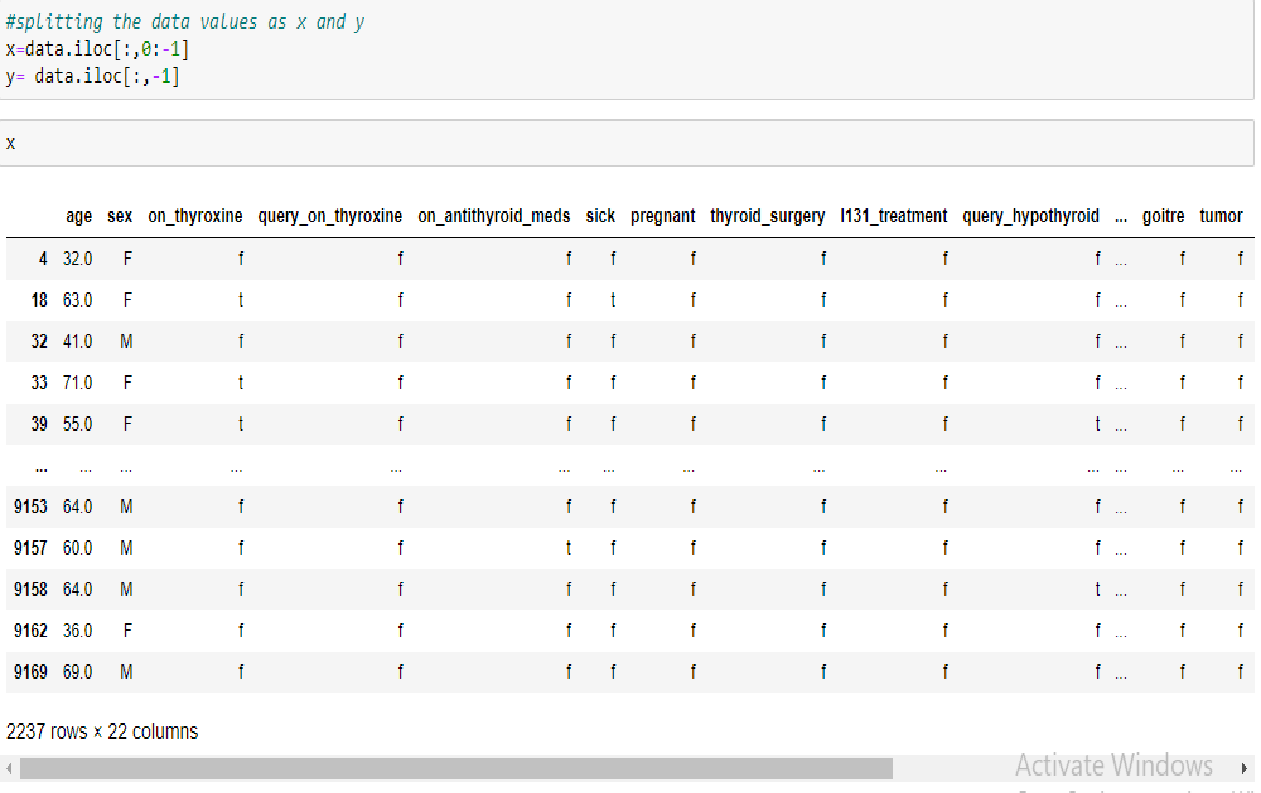 #splitting the data values as x and y
x=data.iloc[:,0:-1]
y= data.iloc[:,-1]
x
age sex on_thyroxine query_on_thyroxine on_antithyroid_meds sick pregnant thyroid_surgery I131_treatment query_hypothyroid ... goitre tumor
4 32.0 F f f f f f f f f ... f f
18 63.0 F t f f t f f f f ... f f
32 41.0 M f f f f f f f f ... f f
33 71.0 F t f f f f f f f ... f f
39 55.0 F t f f f f f f t ... f f
... ... ... ... ... ... ... ... ... ... ... ... ... ...
9153 64.0 M f f f f f f f f ... f f
9157 60.0 M f f t f f f f f ... f f
9158 64.0 M f f f f f f f t ... f f
9162 36.0 F f f f f f f f f ... f f
9169 69.0 M f f f f f f f f ... f f
2237 rows × 22 columns
Activate Windows